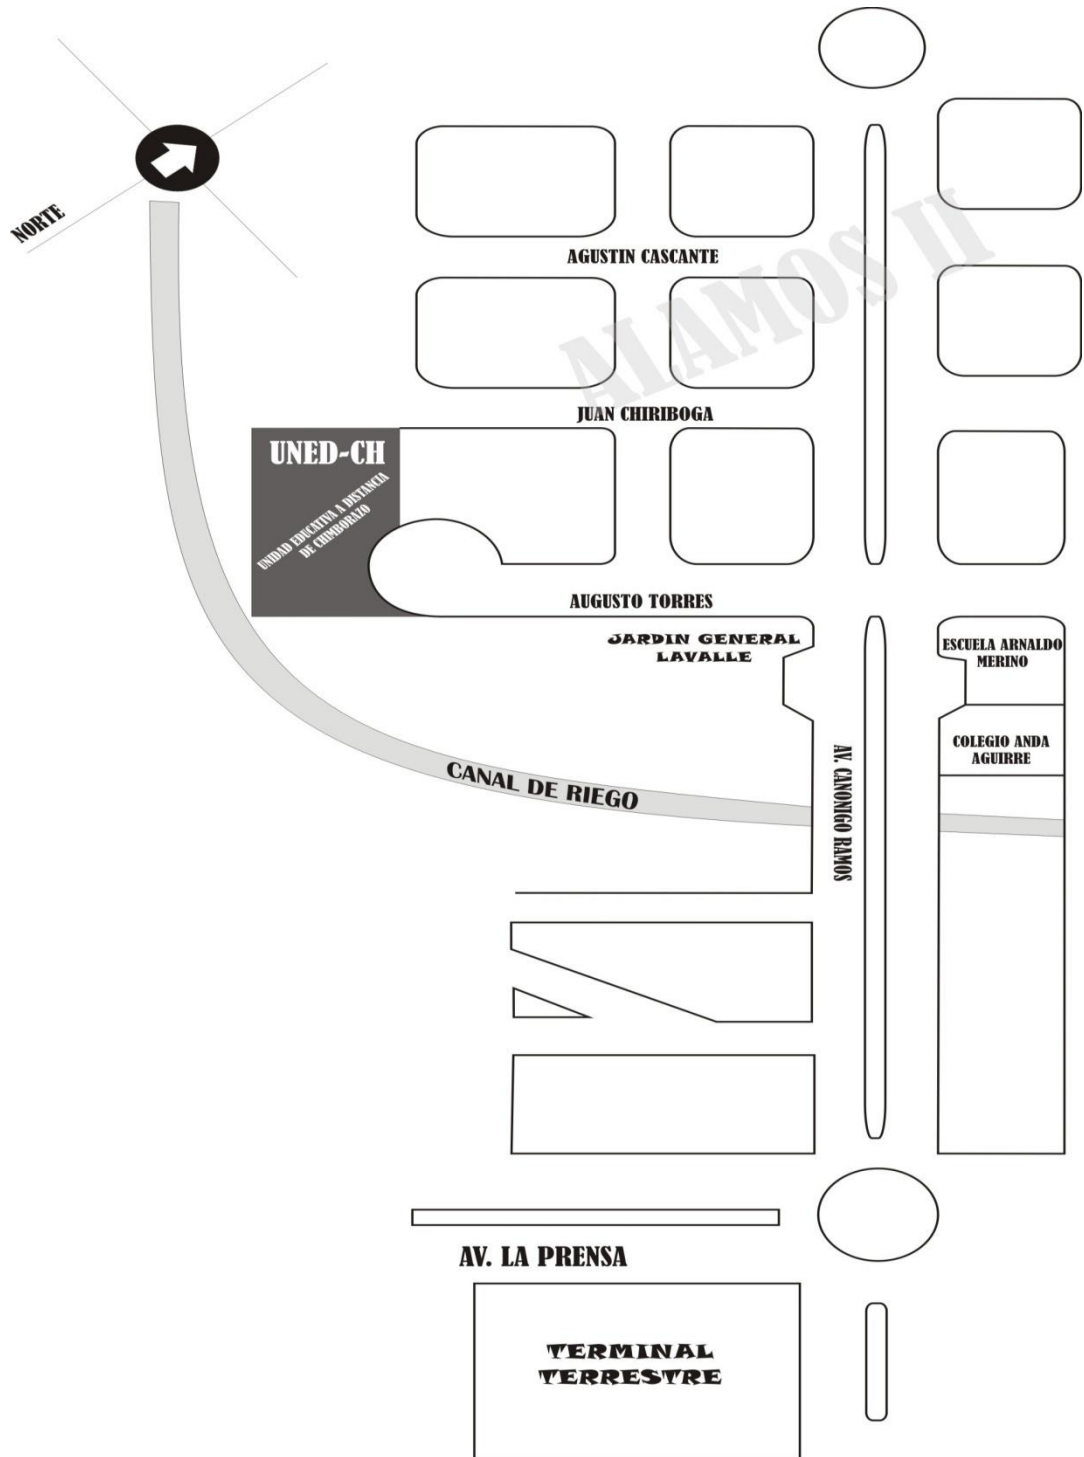 NORTE
AGUSTIN CASCANTE
ALAMOS II
JUAN CHIRIBOGA
UNED-CH
UNIDAD EDUCATIVA A DISTANCIA
DE CHIMBORAZO
AUGUSTO TORRES
JARDIN GENERAL
LAVALLE
ESCUELA ARNALDO
MERINO
COLEGIO ANDA
AGUIRRE
AV. CANONIGO RAMOS
CANAL DE RIEGO
AV. LA PRENSA
TERMINAL
TERRESTRE